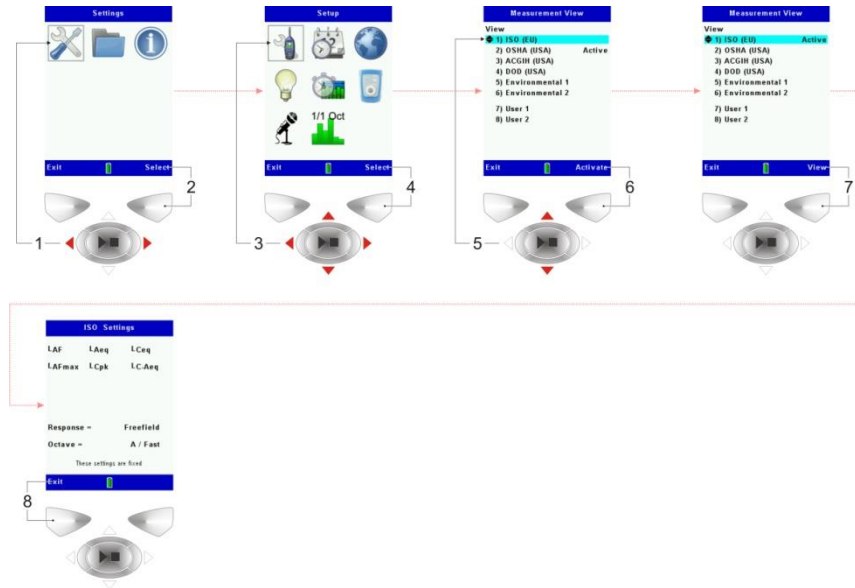 Settings
Exit Select
2
1
Setup
1/1 Oct
Exit Select
4
3
Measurement View
View
1) ISO (EU)
2) OSHA (USA) Active
3) ACGIH (USA)
4) DOD (USA)
5) Environmental 1
6) Environmental 2
7) User 1
8) User 2
Exit Activate
6
5
Measurement View
View
1) ISO (EU) Active
2) OSHA (USA)
3) ACGIH (USA)
4) DOD (USA)
5) Environmental 1
6) Environmental 2
7) User 1
8) User 2
Exit View
7
ISO Settings
LAF LAeq LCeq
LAFmax LCpk LC-Aeq
Response = Freefield
Octave = A / Fast
These settings are fixed
Exit
8